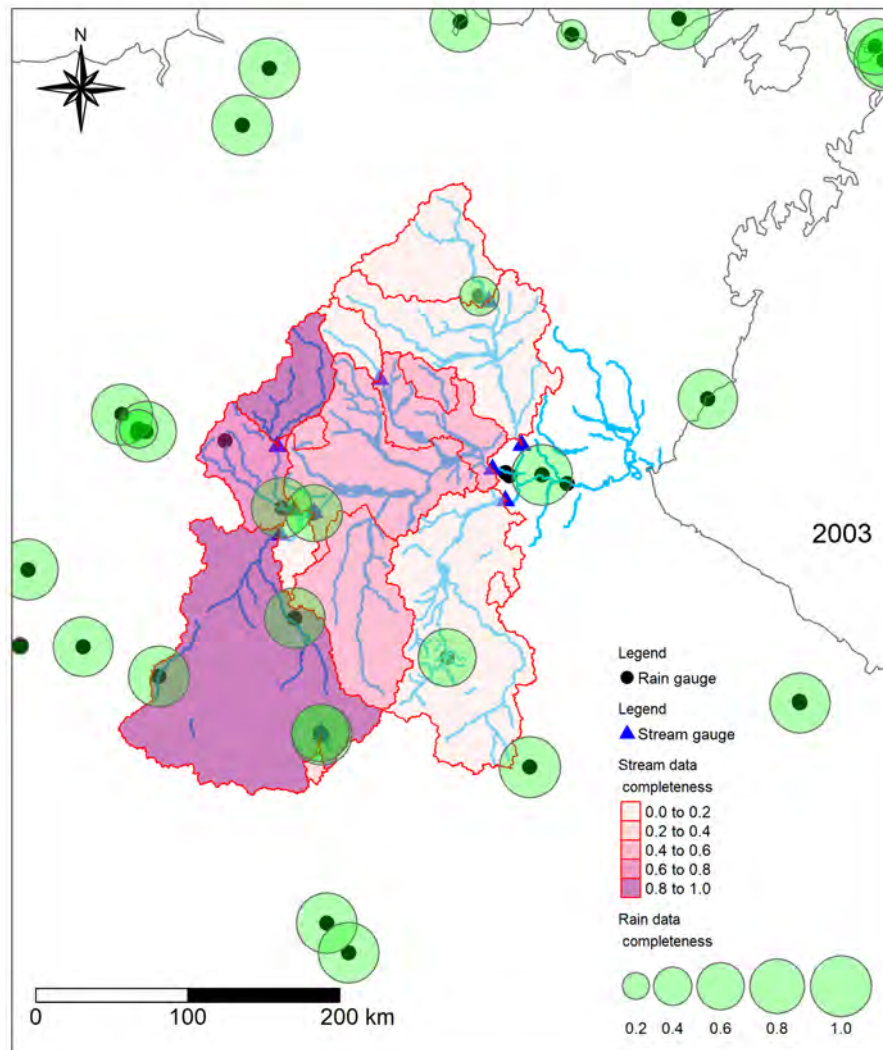 N
2003
Legend
Rain gauge
Legend
Stream gauge
Stream data
completeness
0.0 to 0.2
0.2 to 0.4
0.4 to 0.6
0.6 to 0.8
0.8 to 1.0
Rain data
completeness
0.2 0.4 0.6 0.8 1.0
0 100 200 km